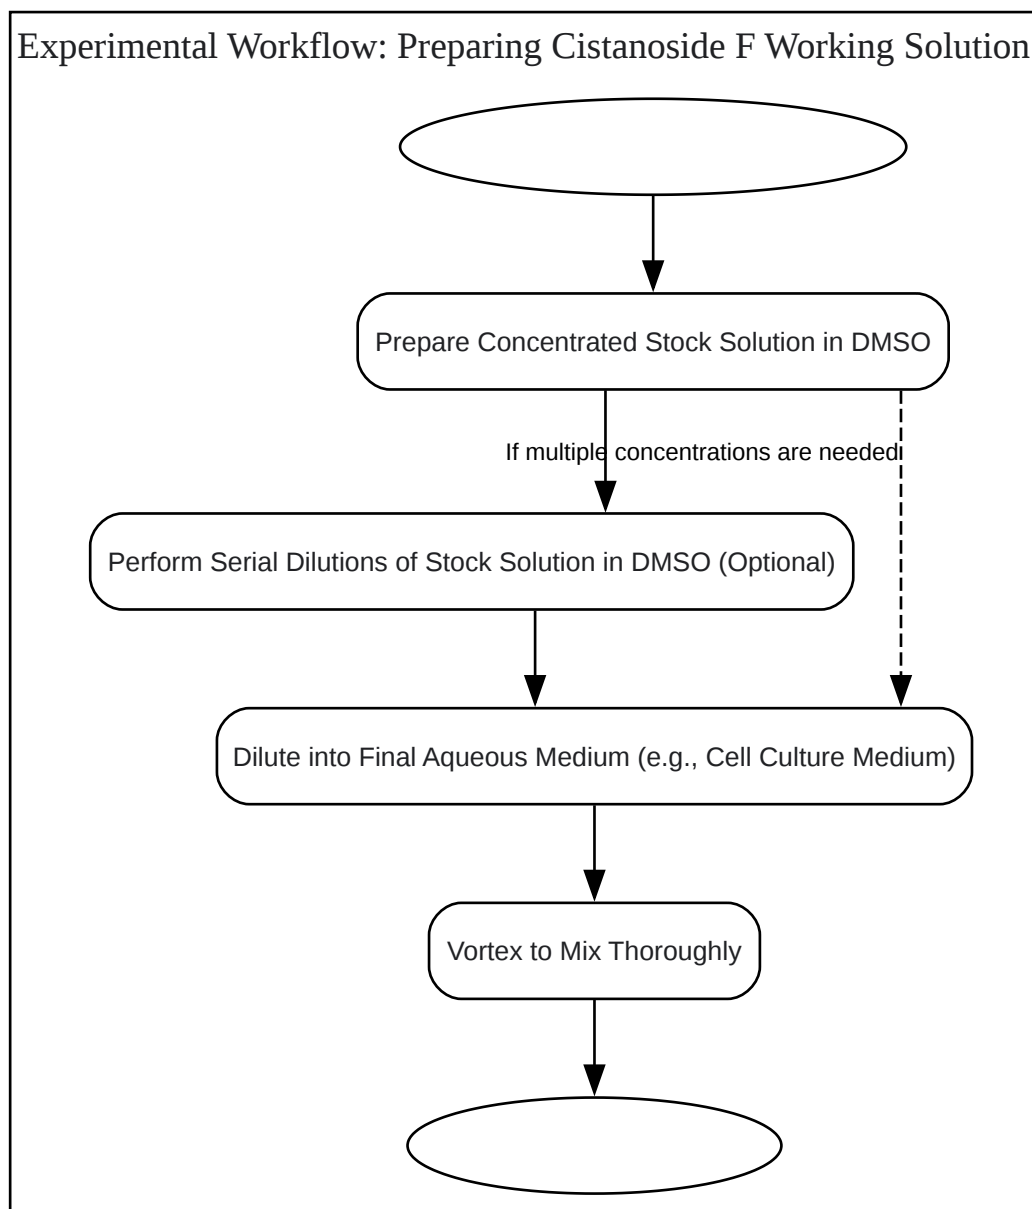 Experimental Workflow: Preparing Cistanoside F Working Solution
Prepare Concentrated Stock Solution in DMSO
If multiple concentrations are needed
Perform Serial Dilutions of Stock Solution in DMSO (Optional)
Dilute into Final Aqueous Medium (e.g., Cell Culture Medium)
Vortex to Mix Thoroughly